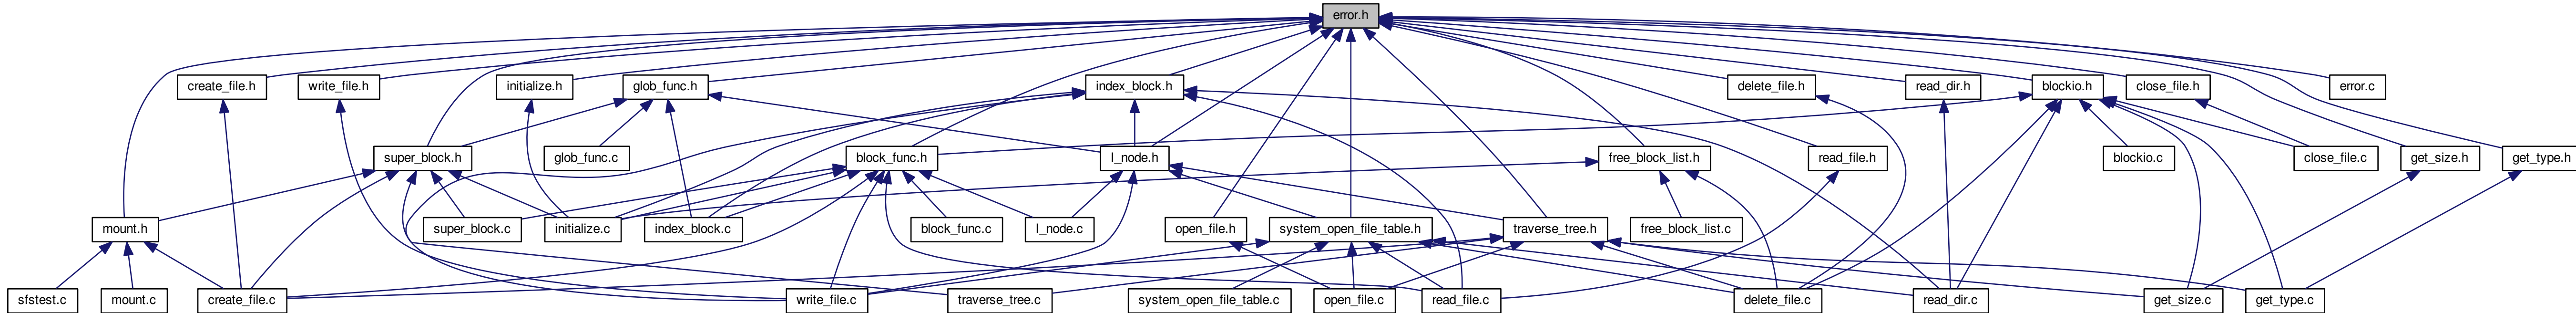 error.h
create_file.h
write_file.h
initialize.h
glob_func.h
index_block.h
delete_file.h
read_dir.h
blockio.h
close_file.h
error.c
super_block.h
glob_func.c
block_func.h
I_node.h
free_block_list.h
read_file.h
blockio.c
close_file.c
get_size.h
get_type.h
mount.h
super_block.c
initialize.c
index_block.c
block_func.c
I_node.c
open_file.h
system_open_file_table.h
traverse_tree.h
free_block_list.c
sfstest.c
mount.c
create_file.c
write_file.c
traverse_tree.c
system_open_file_table.c
open_file.c
read_file.c
delete_file.c
read_dir.c
get_size.c
get_type.c